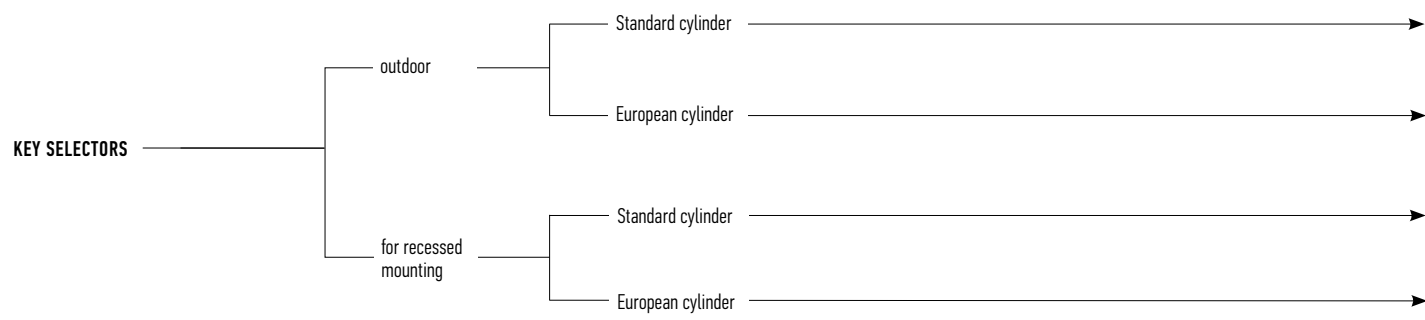 Standard cylinder
outdoor
European cylinder
KEY SELECTORS
Standard cylinder
for recessed
mounting
European cylinder